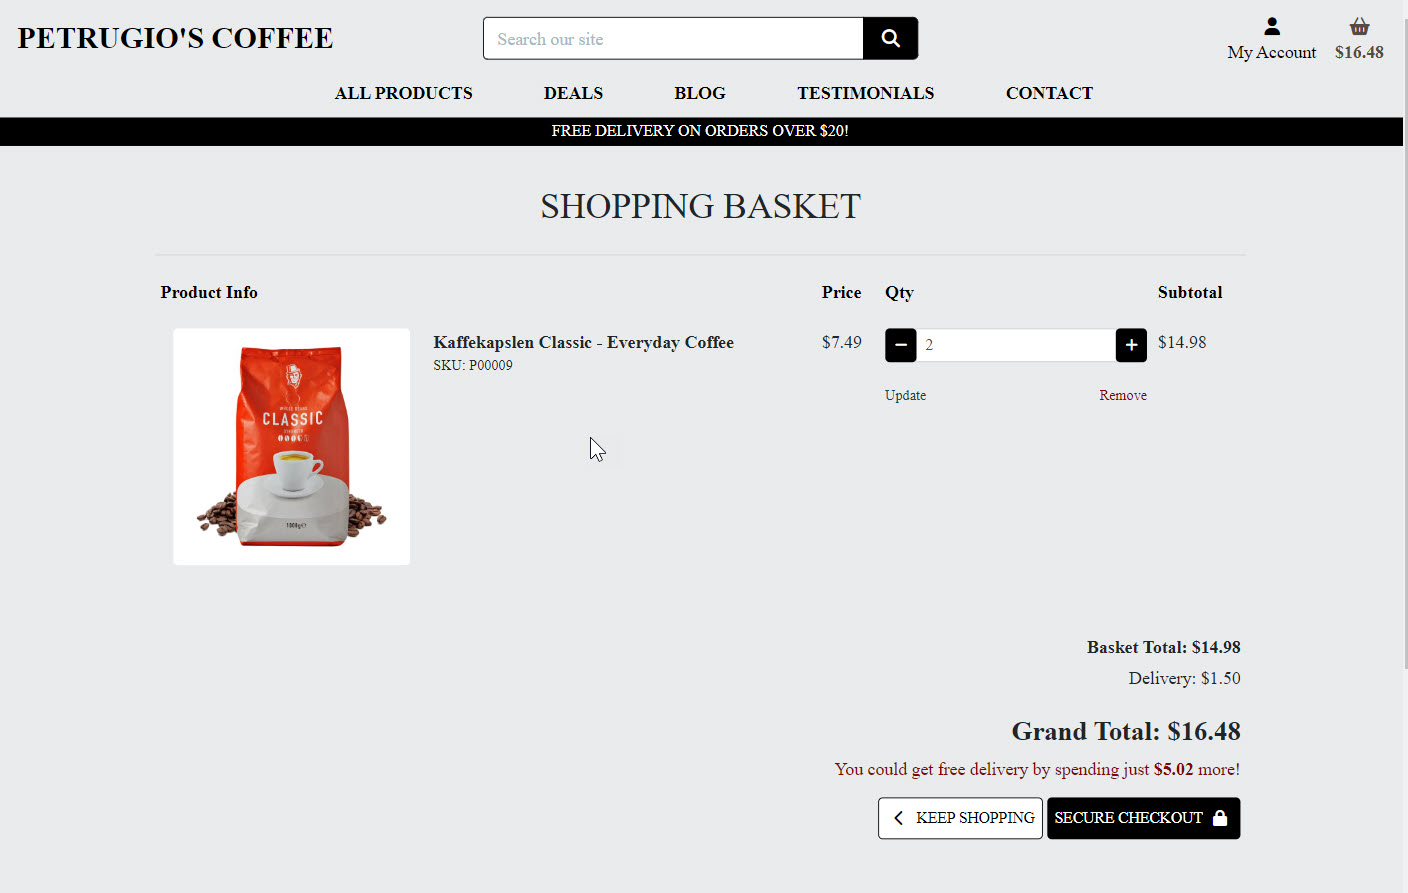 PETRUGIO'S COFFEE
Search our site
My Account
$16.48
ALL PRODUCTS DEALS BLOG TESTIMONIALS CONTACT
FREE DELIVERY ON ORDERS OVER $20!
SHOPPING BASKET
Product Info Price Qty Subtotal
Kaffekapslen Classic - Everyday Coffee $7.49 2 $14.98
SKU: P00009
Update Remove
CLASSIC
1000g
Basket Total: $14.98
Delivery: $1.50
Grand Total: $16.48
You could get free delivery by spending just $5.02 more!
KEEP SHOPPING SECURE CHECKOUT